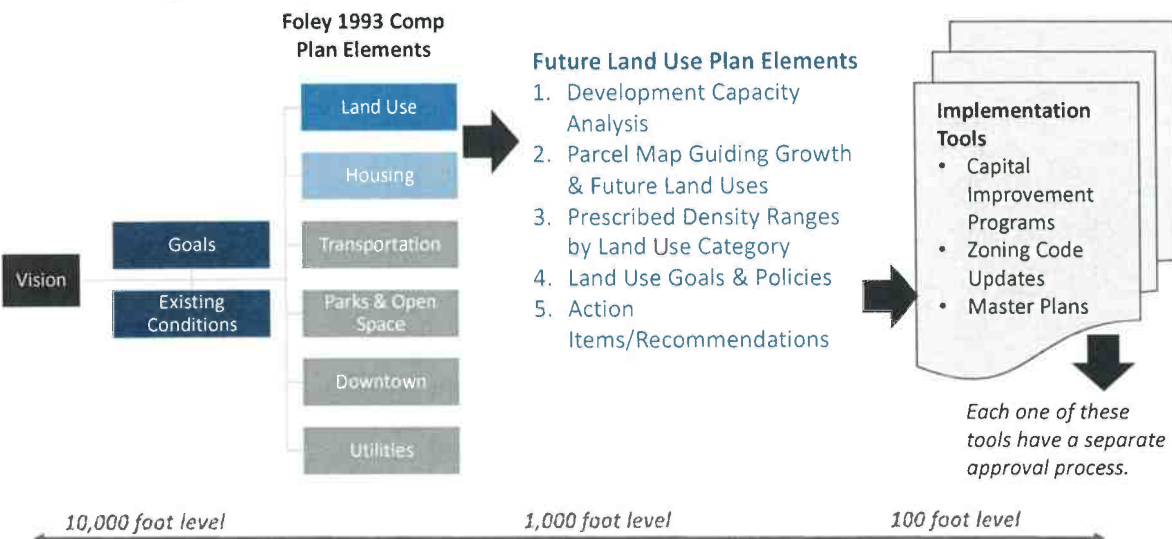 Foley 1993 Comp
Plan Elements
Vision
Goals
Existing
Conditions
Land Use
Housing
Transportation
Parks & Open
Space
Downtown
Utilities
Future Land Use Plan Elements
1. Development Capacity
Analysis
2. Parcel Map Guiding Growth
& Future Land Uses
3. Prescribed Density Ranges
by Land Use Category
4. Land Use Goals & Policies
5. Action
Items/Recommendations
Implementation
Tools
• Capital
Improvement
Programs
• Zoning Code
Updates
• Master Plans
Each one of these
tools have a separate
approval process.
10,000 foot level
1,000 foot level
100 foot level